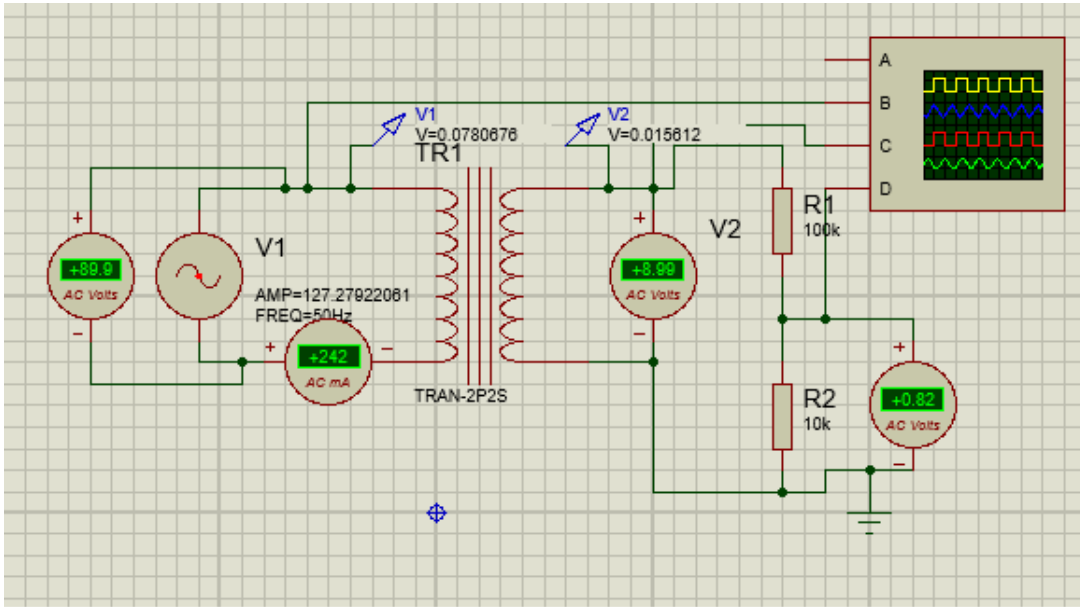 A
B
C
D
V1
V=0.0780676
V2
V=0.015612
TR1
TRAN-2P2S
+
+89.9
AC Volts
−
V1
AMP=127.27922061
FREQ=50Hz
+
+242
AC mA
−
V2
+
+8.99
AC Volts
−
R1
100k
R2
10k
+
+0.82
AC Volts
−